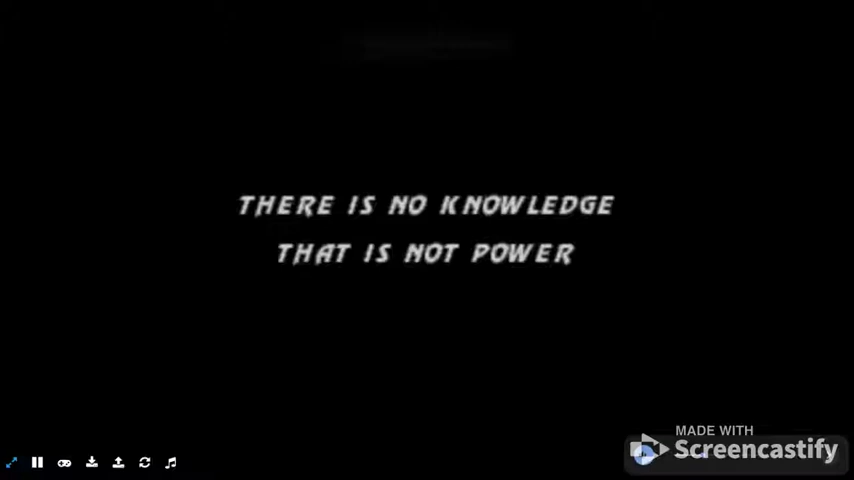 THERE IS NO KNOWLEDGE
THAT IS NOT POWER
MADE WITH
Screencastify